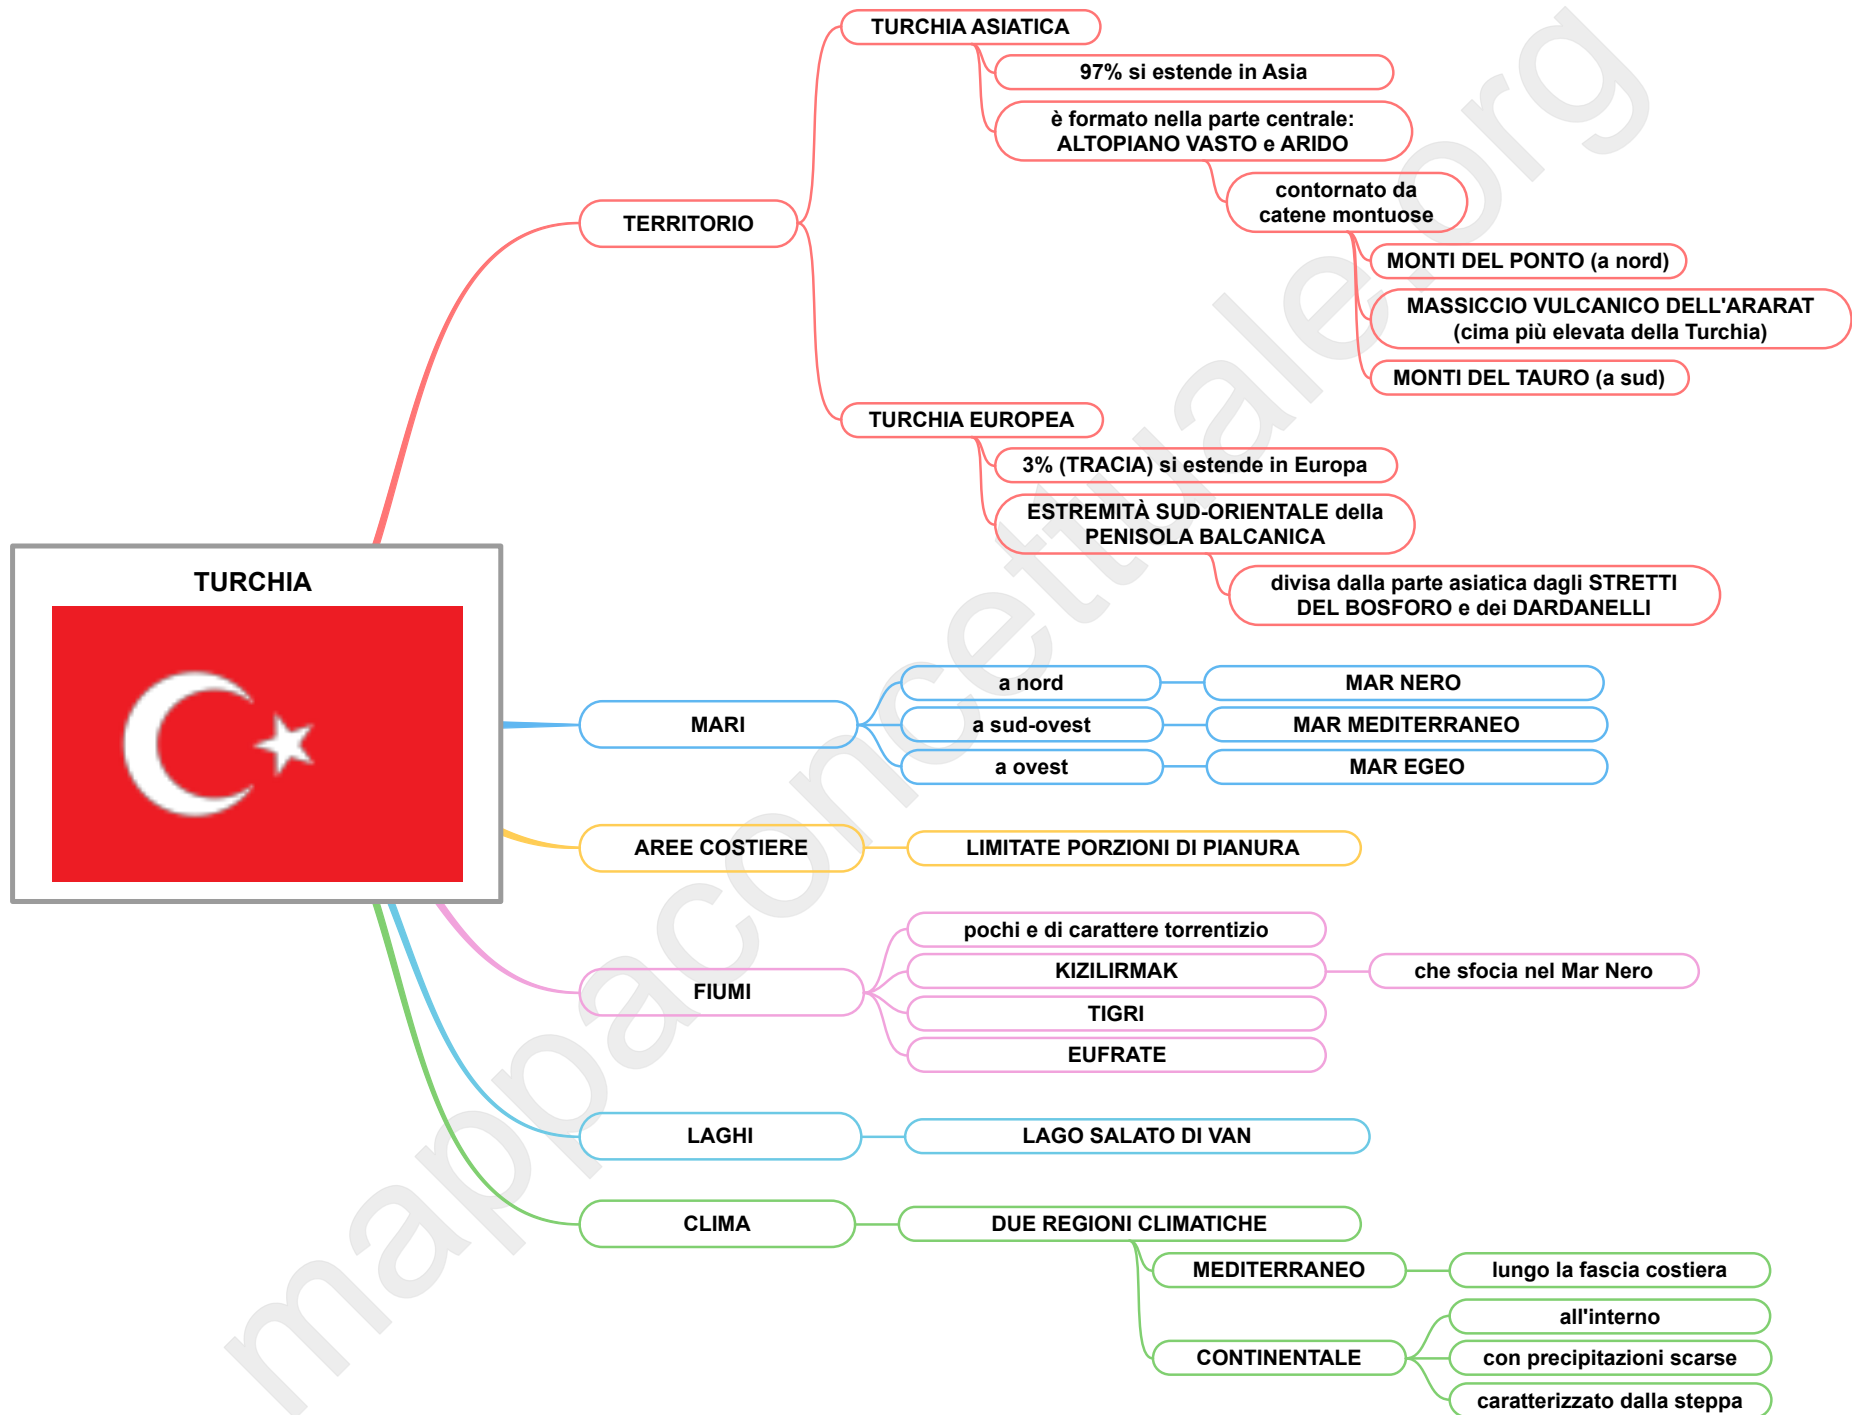 TURCHIA
TERRITORIO
TURCHIA ASIATICA
97% si estende in Asia
è formato nella parte centrale:
ALTOPIANO VASTO e ARIDO
contornato da
catene montuose
MONTI DEL PONTO (a nord)
MASSICCIO VULCANICO DELL'ARARAT
(cima più elevata della Turchia)
MONTI DEL TAURO (a sud)
TURCHIA EUROPEA
3% (TRACIA) si estende in Europa
ESTREMITÀ SUD-ORIENTALE della
PENISOLA BALCANICA
divisa dalla parte asiatica dagli STRETTI
DEL BOSFORO e dei DARDANELLI
MARI
a nord
MAR NERO
a sud-ovest
MAR MEDITERRANEO
a ovest
MAR EGEO
AREE COSTIERE
LIMITATE PORZIONI DI PIANURA
FIUMI
pochi e di carattere torrentizio
KIZILIRMAK
che sfocia nel Mar Nero
TIGRI
EUFRATE
LAGHI
LAGO SALATO DI VAN
CLIMA
DUE REGIONI CLIMATICHE
MEDITERRANEO
lungo la fascia costiera
CONTINENTALE
all'interno
con precipitazioni scarse
caratterizzato dalla steppa
mappaconcettuale.org